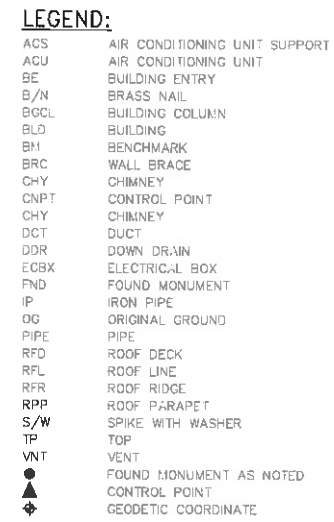 LEGEND:
ACS AIR CONDITIONING UNIT SUPPORT
ACU AIR CONDITIONING UNIT
BE BUILDING ENTRY
B/N BRASS NAIL
BGCL BUILDING COLUMN
BLD BUILDING
BM BENCHMARK
BRC WALL BRACE
CHY CHIMNEY
CNPT CONTROL POINT
CHY CHIMNEY
DCT DUCT
DDR DOWN DRAIN
ECBX ELECTRICAL BOX
FND FOUND MONUMENT
IP IRON PIPE
OG ORIGINAL GROUND
PIPE PIPE
RFD ROOF DECK
RFL ROOF LINE
RFR ROOF RIDGE
RPP ROOF PARAPET
S/W SPIKE WITH WASHER
TP TOP
VNT VENT
FOUND MONUMENT AS NOTED
CONTROL POINT
GEODETIC COORDINATE